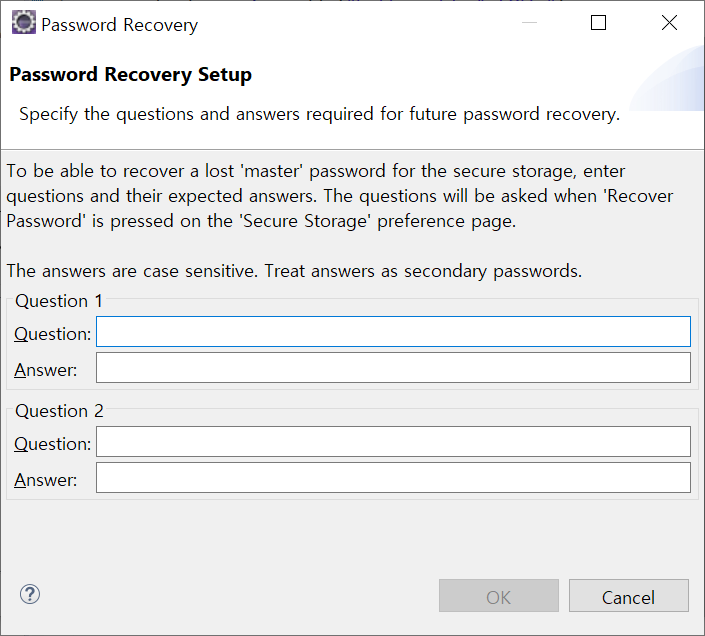 Password Recovery
Password Recovery Setup
Specify the questions and answers required for future password recovery.
To be able to recover a lost 'master' password for the secure storage, enter
questions and their expected answers. The questions will be asked when 'Recover
Password' is pressed on the 'Secure Storage' preference page.
The answers are case sensitive. Treat answers as secondary passwords.
Question 1
Question:
Answer:
Question 2
Question:
Answer:
?
OK
Cancel